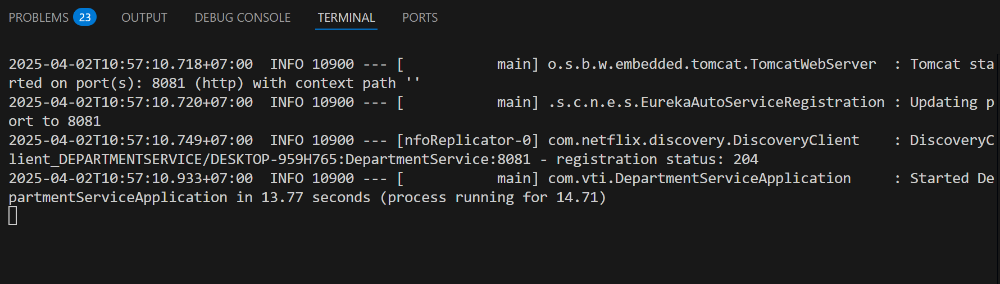 PROBLEMS 23 OUTPUT DEBUG CONSOLE TERMINAL PORTS
2025-04-02T10:57:10.718+07:00  INFO 10900 --- [           main] o.s.b.w.embedded.tomcat.TomcatWebServer  : Tomcat sta
rted on port(s): 8081 (http) with context path ''
2025-04-02T10:57:10.720+07:00  INFO 10900 --- [           main] .s.c.n.e.s.EurekaAutoServiceRegistration : Updating p
ort to 8081
2025-04-02T10:57:10.749+07:00  INFO 10900 --- [nfoReplicator-0] com.netflix.discovery.DiscoveryClient    : DiscoveryC
lient_DEPARTMENTSERVICE/DESKTOP-959H765:DepartmentService:8081 - registration status: 204
2025-04-02T10:57:10.933+07:00  INFO 10900 --- [           main] com.vti.DepartmentServiceApplication     : Started De
partmentServiceApplication in 13.77 seconds (process running for 14.71)